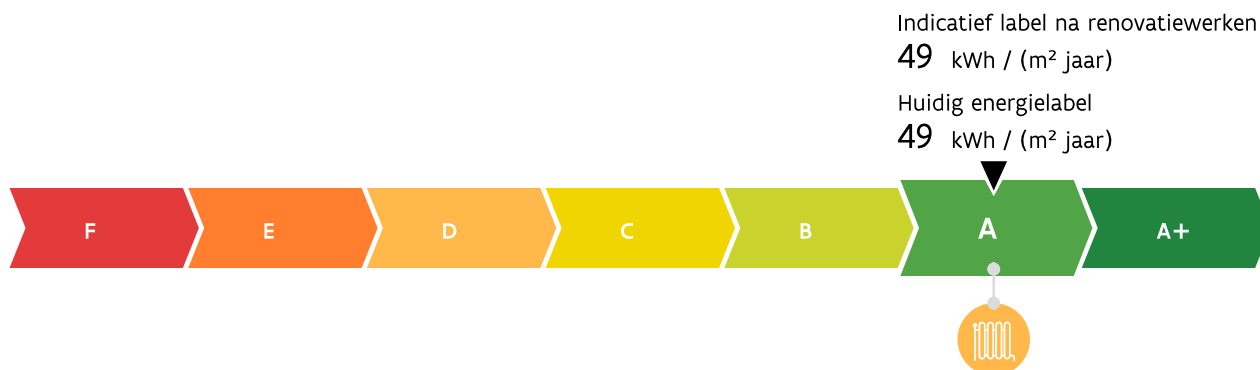 Indicatief label na renovatiewerken
49 kWh / (m² jaar)
Huidig energielabel
49 kWh / (m² jaar)
F E D C B A A+